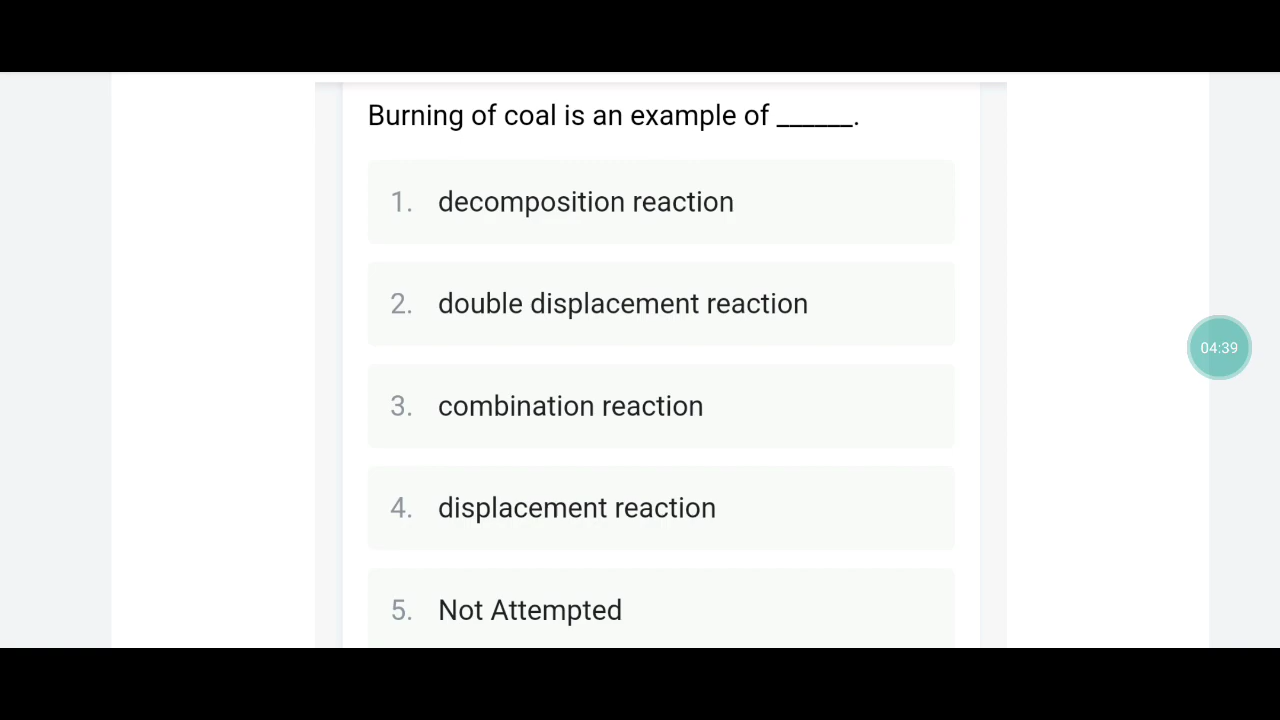 Burning of coal is an example of ______.
1. decomposition reaction
2. double displacement reaction
3. combination reaction
4. displacement reaction
5. Not Attempted
04:39